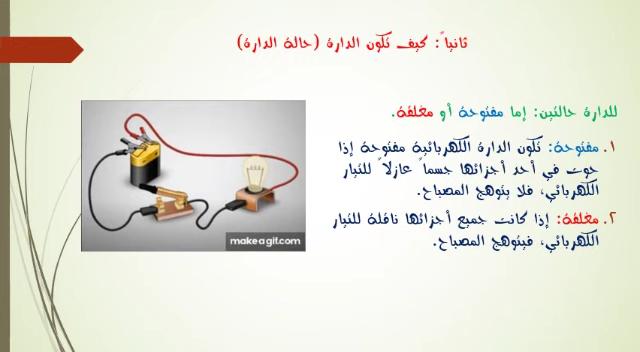 ثانياً: كيف تكون الدارة (حالة الدارة)
للدارة حالتين: إما مفتوحة أو مغلقة.
١. مفتوحة: تكون الدارة الكهربائية مفتوحة إذا
حوت في أحد أجزائها جسماً عازلاً للتيار
الكهربائي، فلا يتوهج المصباح.
٢. مغلقة: إذا كانت جميع أجزائها ناقلة للتيار
الكهربائي، فيتوهج المصباح.
makeagif.com